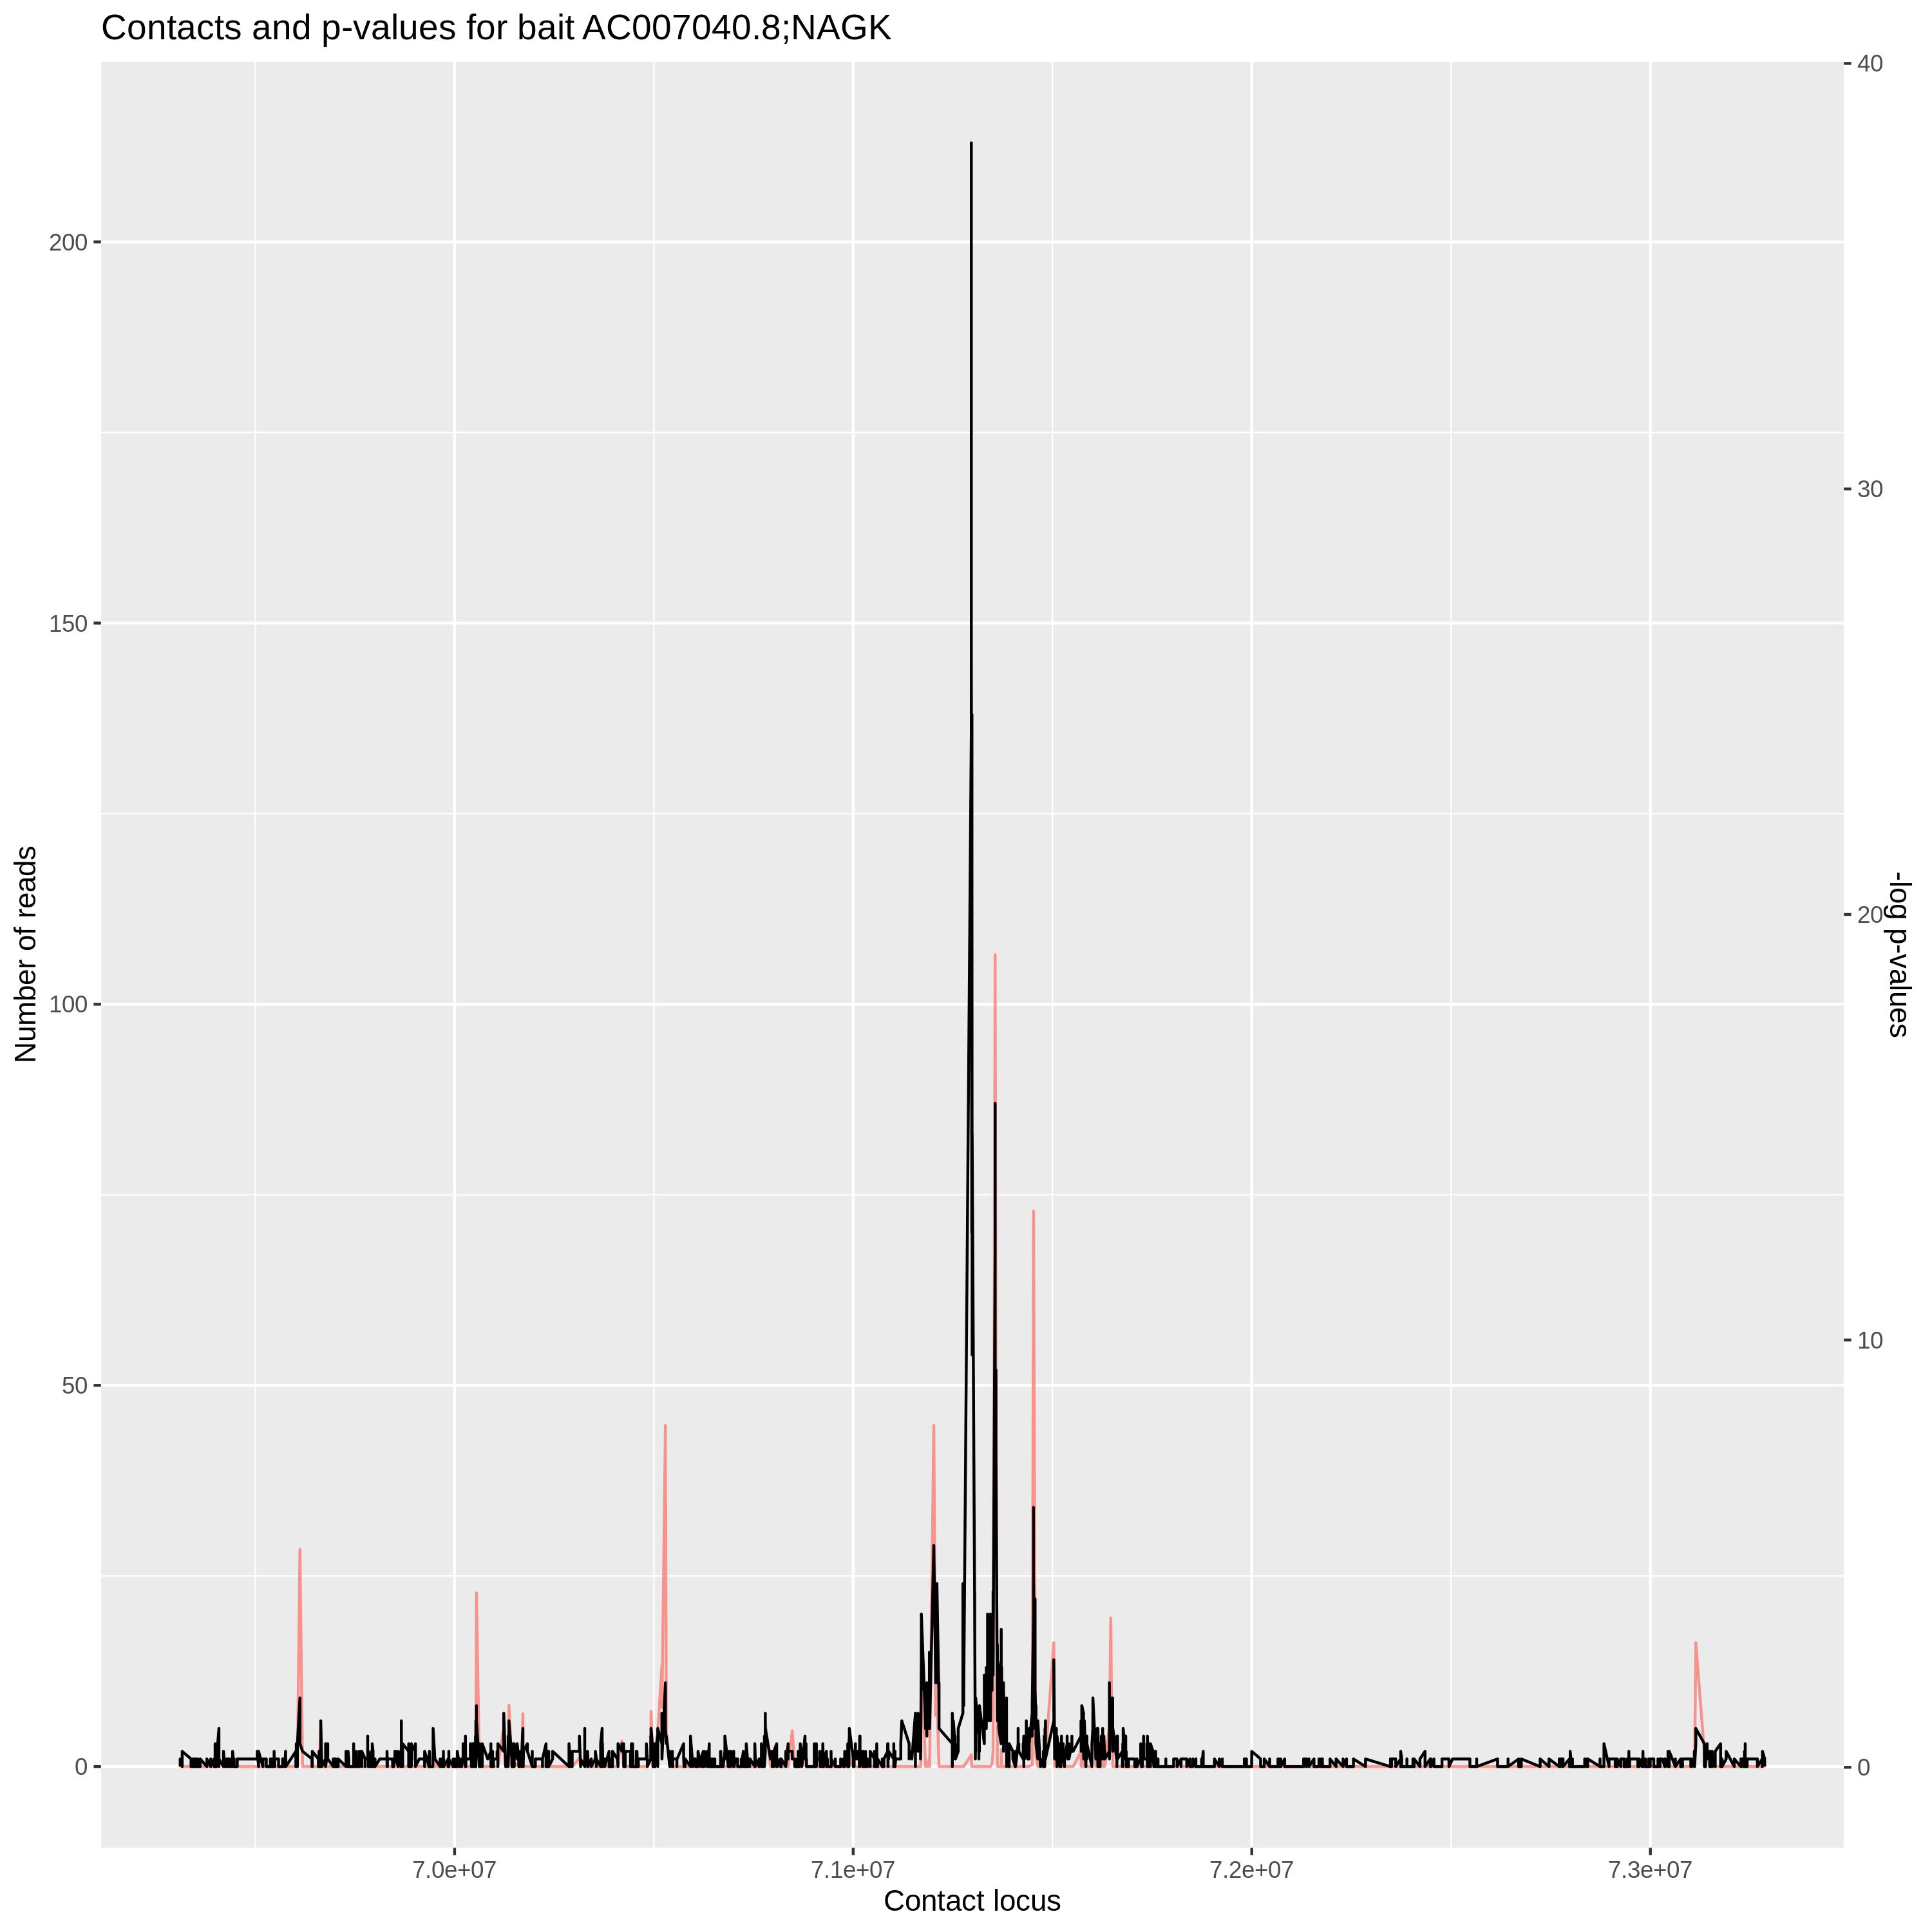 Contacts and p-values for bait AC007040.8;NAGK
40
200
30
150
Number of reads
-log p-values
20
100
10
50
0
0
7.0e+07 7.1e+07 7.2e+07 7.3e+07
Contact locus